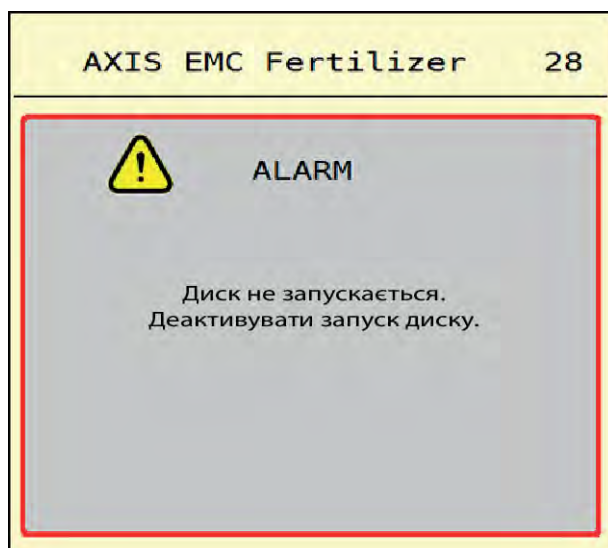 AXIS EMC Fertilizer 28
ALARM
Диск не запускається.
Деактивувати запуск диску.